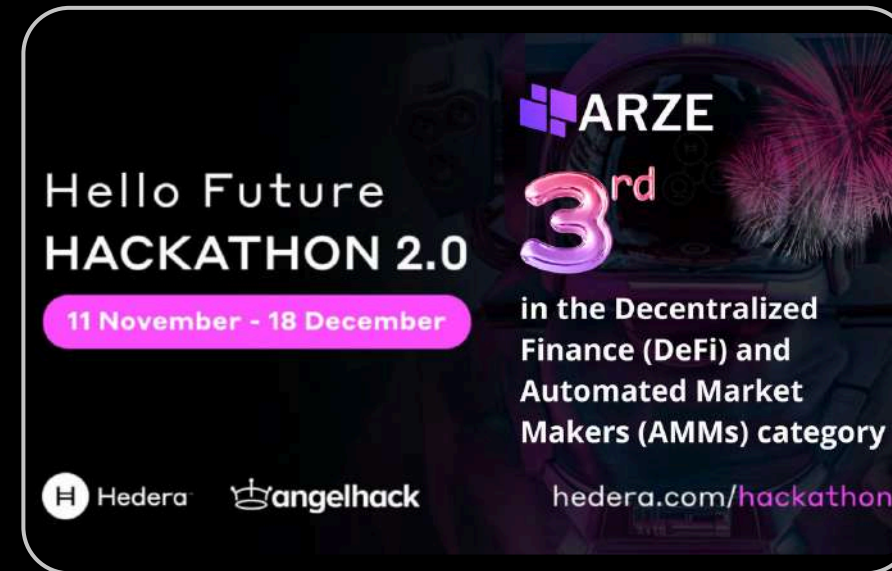 Hello Future
HACKATHON 2.0
11 November - 18 December
H Hedera
angelhack
ARZE
3rd
in the Decentralized
Finance (DeFi) and
Automated Market
Makers (AMMs) category
hedera.com/hackathon